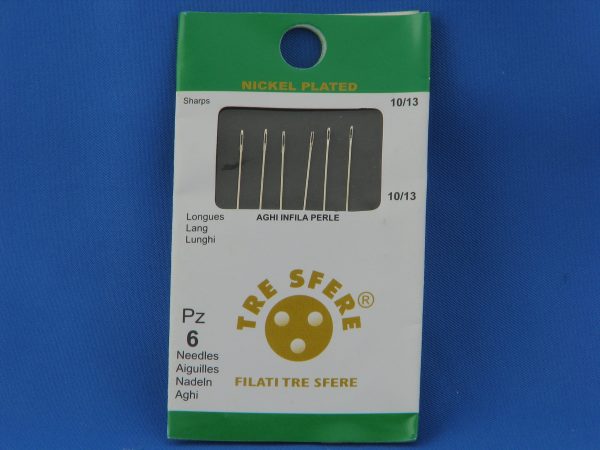 NICKEL PLATED
Sharps 10/13
10/13
Longues
Lang
Lunghi
AGHI INFILA PERLE
TRE SFERE®
Pz
6
Needles
Aiguilles
Nadeln
Aghi
FILATI TRE SFERE